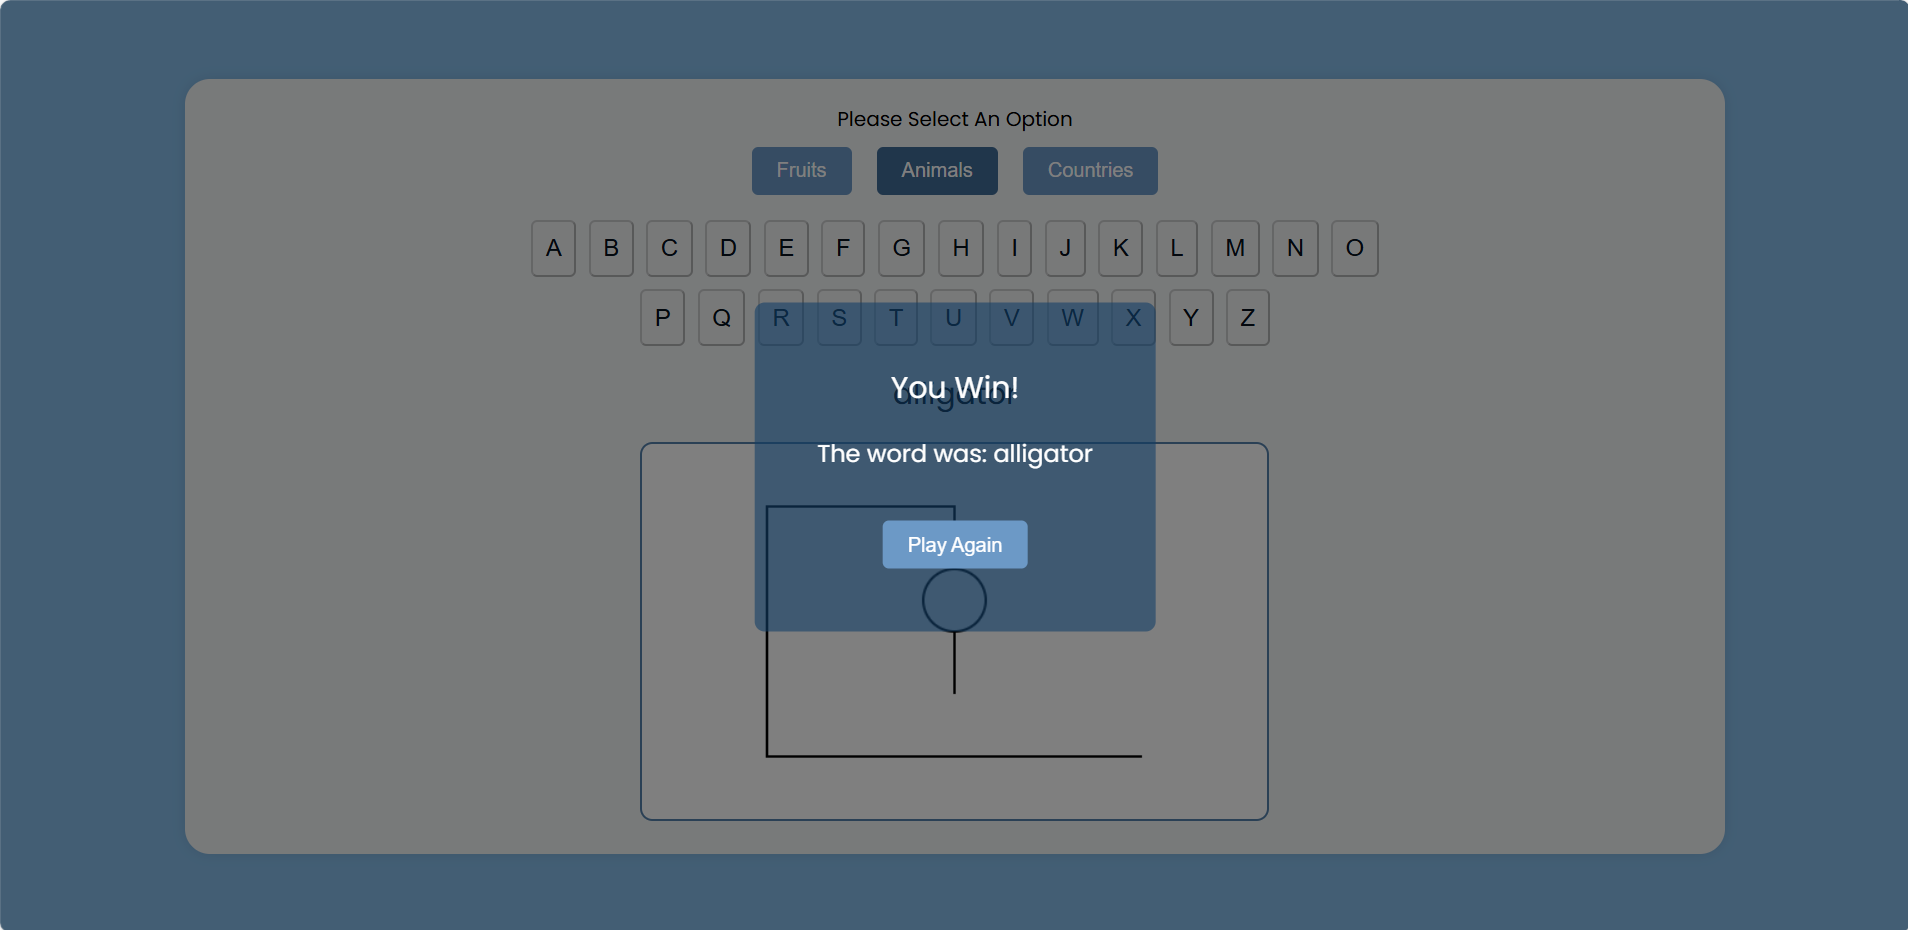 Please Select An Option
Fruits Animals Countries
A B C D E F G H I J K L M N O
P Q R S T U V W X Y Z
You Win!
alligator
The word was: alligator
Play Again